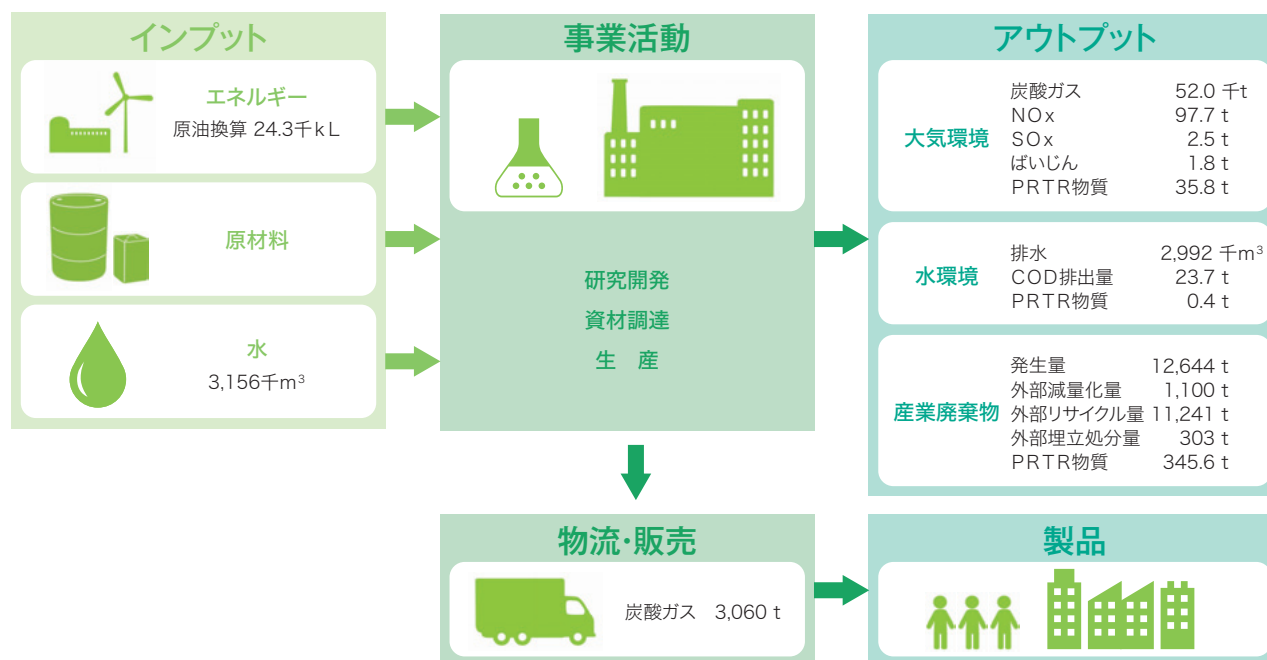 インプット
エネルギー
原油換算 24.3千kL
原材料
水
3,156千m³
事業活動
研究開発
資材調達
生　産
アウトプット
大気環境
炭酸ガス 52.0 千t
NOx 97.7 t
SOx 2.5 t
ばいじん 1.8 t
PRTR物質 35.8 t
水環境
排水 2,992 千m³
COD排出量 23.7 t
PRTR物質 0.4 t
産業廃棄物
発生量 12,644 t
外部減量化量 1,100 t
外部リサイクル量 11,241 t
外部埋立処分量 303 t
PRTR物質 345.6 t
物流・販売
炭酸ガス 3,060 t
製品